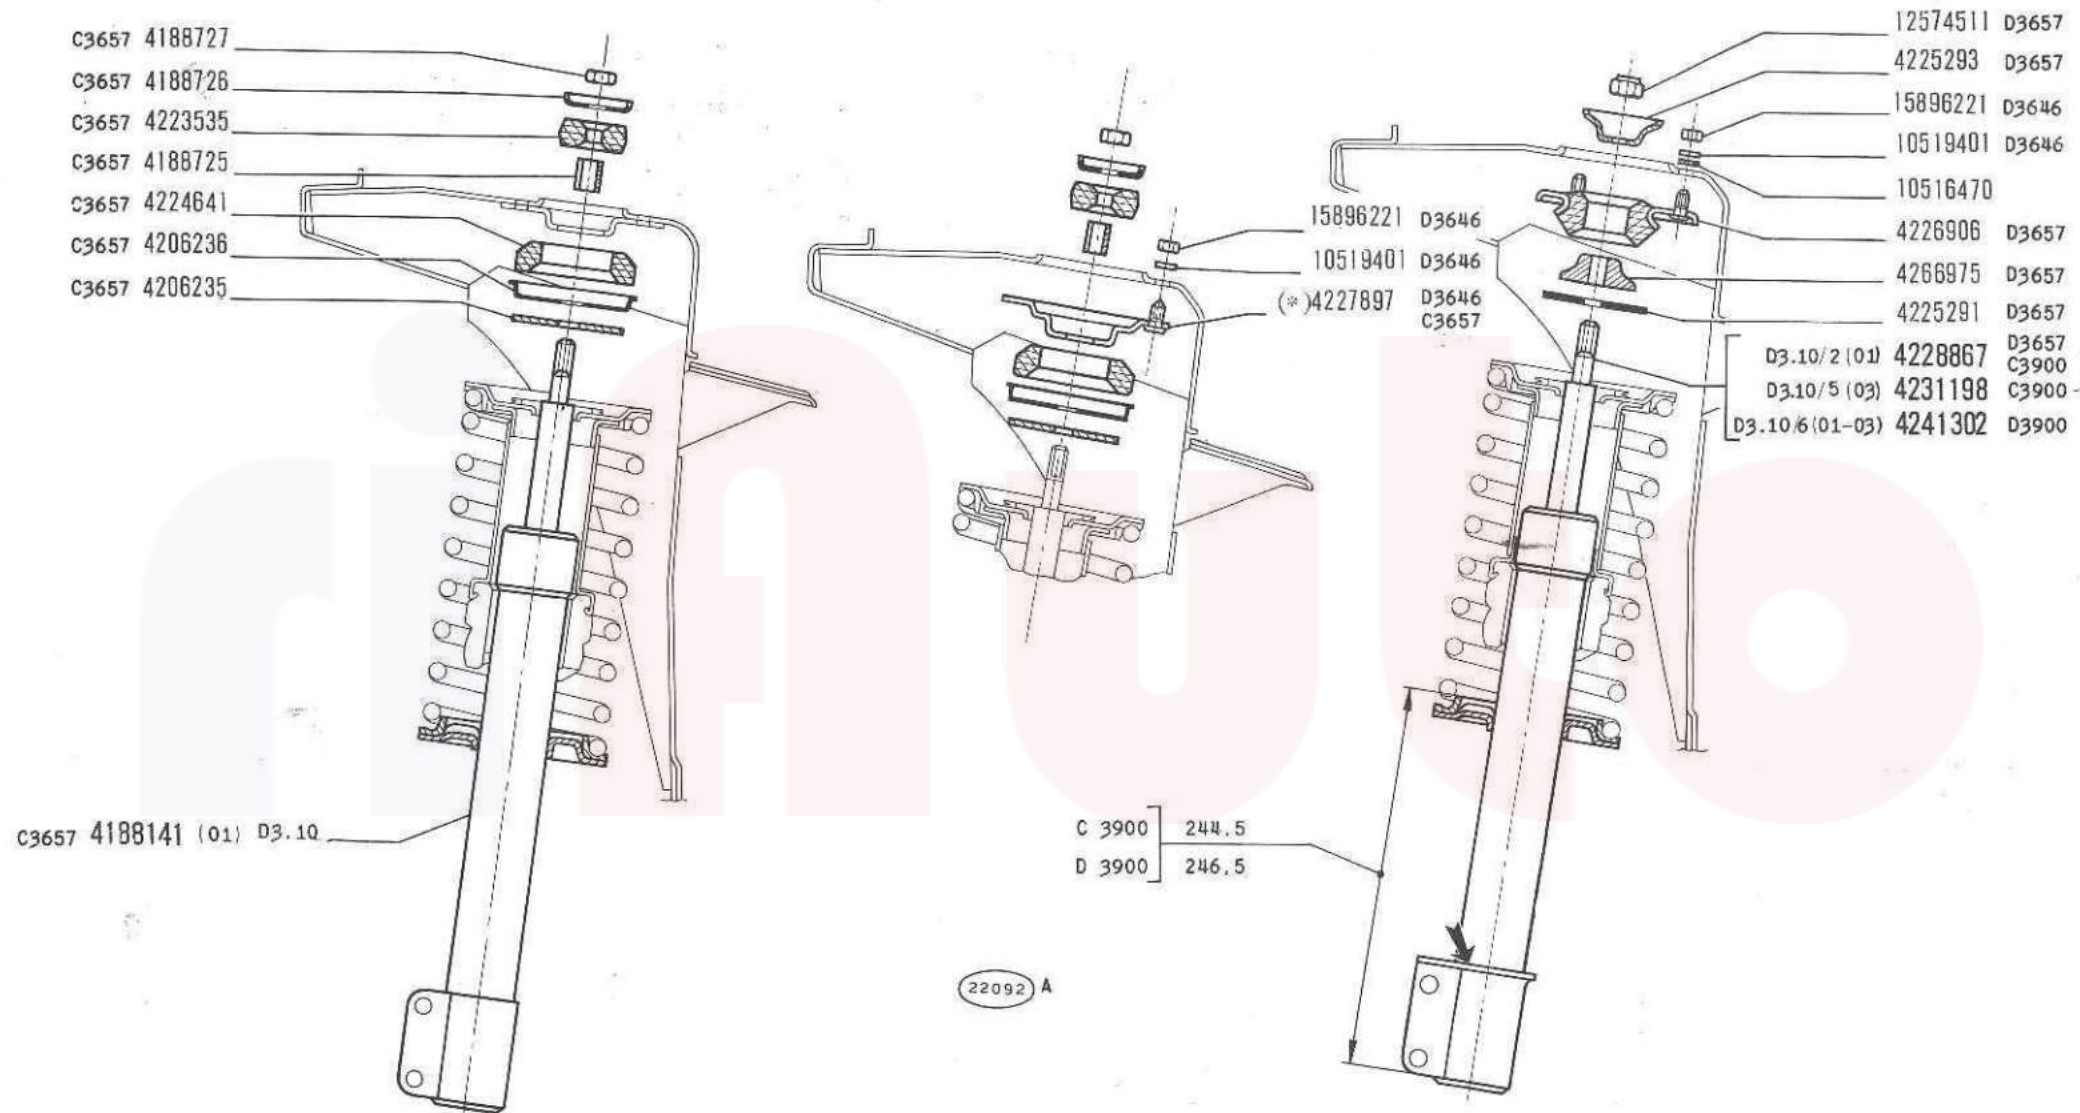 C3657 4188727
C3657 4188726
C3657 4223535
C3657 4188725
C3657 4224641
C3657 4206236
C3657 4206235
C3657 4188141 (01) D3.10
15896221 D3646
10519401 D3646
(*)4227897 D3646
C3657
12574511 D3657
4225293 D3657
15896221 D3646
10519401 D3646
10516470
4226906 D3657
4266975 D3657
4225291 D3657
D3.10/2(01) 4228867 D3657
C3900
D3.10/5(03) 4231198 C3900-
D3.10/6(01-03) 4241302 D3900
C 3900 244.5
D 3900 246.5
22092 A
riAuto